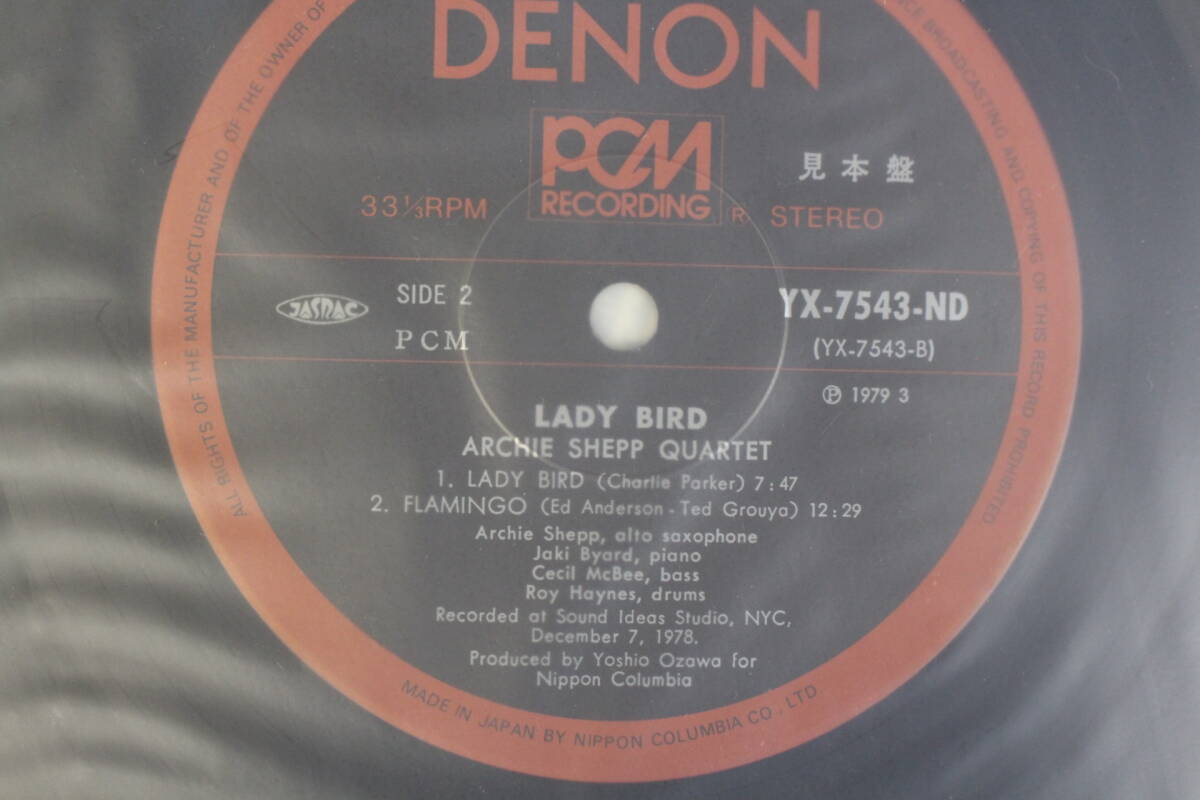 DENON
PCM
RECORDING
R
見本盤
33⅓RPM
STEREO
JASRAC
SIDE 2
PCM
YX-7543-ND
(YX-7543-B)
Ⓟ 1979 3
LADY BIRD
ARCHIE SHEPP QUARTET
1. LADY BIRD (Charlie Parker) 7:47
2. FLAMINGO (Ed Anderson - Ted Grouya) 12:29
Archie Shepp, alto saxophone
Jaki Byard, piano
Cecil McBee, bass
Roy Haynes, drums
Recorded at Sound Ideas Studio, NYC,
December 7, 1978.
Produced by Yoshio Ozawa for
Nippon Columbia
ALL RIGHTS OF THE MANUFACTURER AND OF THE OWNER OF
BROADCASTING AND COPYING OF THIS RECORD PROHIBITED
MADE IN JAPAN BY NIPPON COLUMBIA CO., LTD